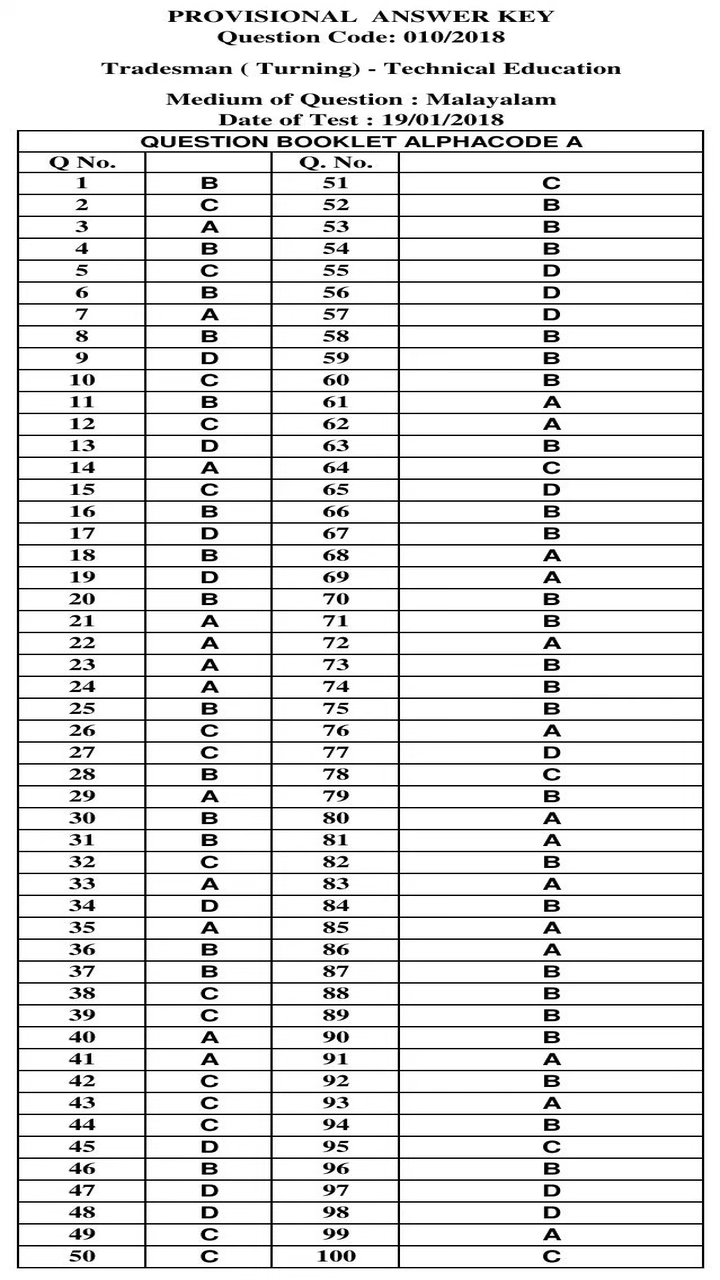 PROVISIONAL ANSWER KEY
Question Code: 010/2018
Tradesman ( Turning) - Technical Education
Medium of Question : Malayalam
Date of Test : 19/01/2018
QUESTION BOOKLET ALPHACODE A
Q No. Q. No.
1 B 51 C
2 C 52 B
3 A 53 B
4 B 54 B
5 C 55 D
6 B 56 D
7 A 57 D
8 B 58 B
9 D 59 B
10 C 60 B
11 B 61 A
12 C 62 A
13 D 63 B
14 A 64 C
15 C 65 D
16 B 66 B
17 D 67 B
18 B 68 A
19 D 69 A
20 B 70 B
21 A 71 B
22 A 72 A
23 A 73 B
24 A 74 B
25 B 75 B
26 C 76 A
27 C 77 D
28 B 78 C
29 A 79 B
30 B 80 A
31 B 81 A
32 C 82 B
33 A 83 A
34 D 84 B
35 A 85 A
36 B 86 A
37 B 87 B
38 C 88 B
39 C 89 B
40 A 90 B
41 A 91 A
42 C 92 B
43 C 93 A
44 C 94 B
45 D 95 C
46 B 96 B
47 D 97 D
48 D 98 D
49 C 99 A
50 C 100 C